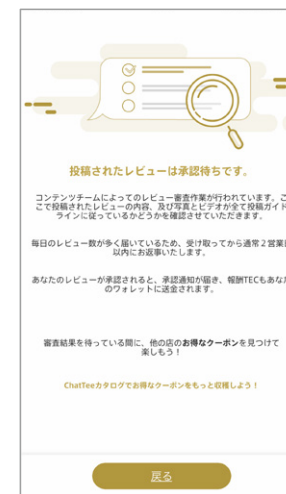 投稿されたレビューは承認待ちです。
コンテンツチームによってのレビュー審査作業が行われています。こ
こで投稿されたレビューの内容、及び写真とビデオが全て投稿ガイド
ラインに従っているかどうかを確認させていただきます。
毎日のレビュー数が多く届いているため、受け取ってから通常2営業
以内にお返事いたします。
あなたのレビューが承認されると、承認通知が届き、報酬TECもあなた
のウォレットに送金されます。
審査結果を待っている間に、他の店のお得なクーポンを見つけて
楽しもう！
ChatTeeカタログでお得なクーポンをもっと収穫しよう！
戻る